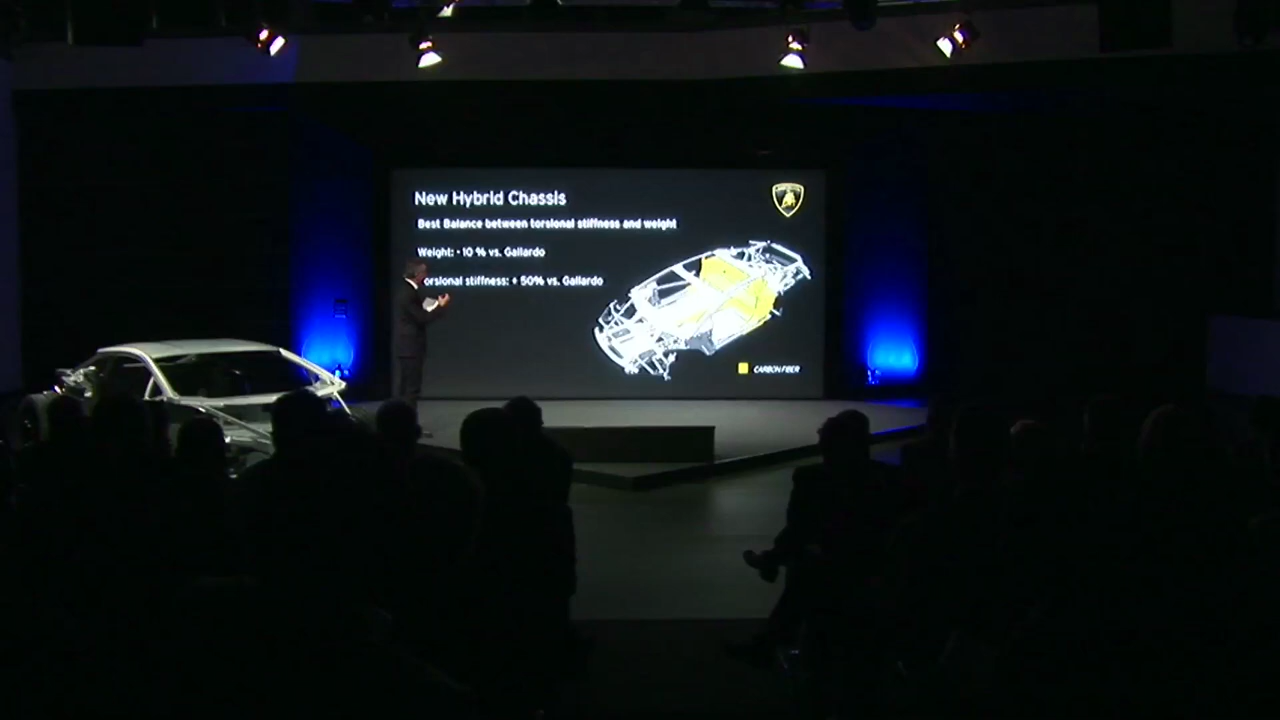 New Hybrid Chassis
Best Balance between torsional stiffness and weight
Weight: - 10 % vs. Gallardo
orsional stiffness: + 50% vs. Gallardo
CARBON FIBER